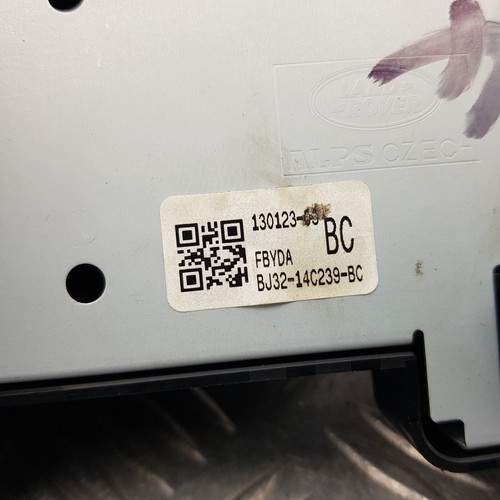 LAND
ROVER
ALPS CZECH
130123-
BC
FBYDA
BJ32-14C239-BC